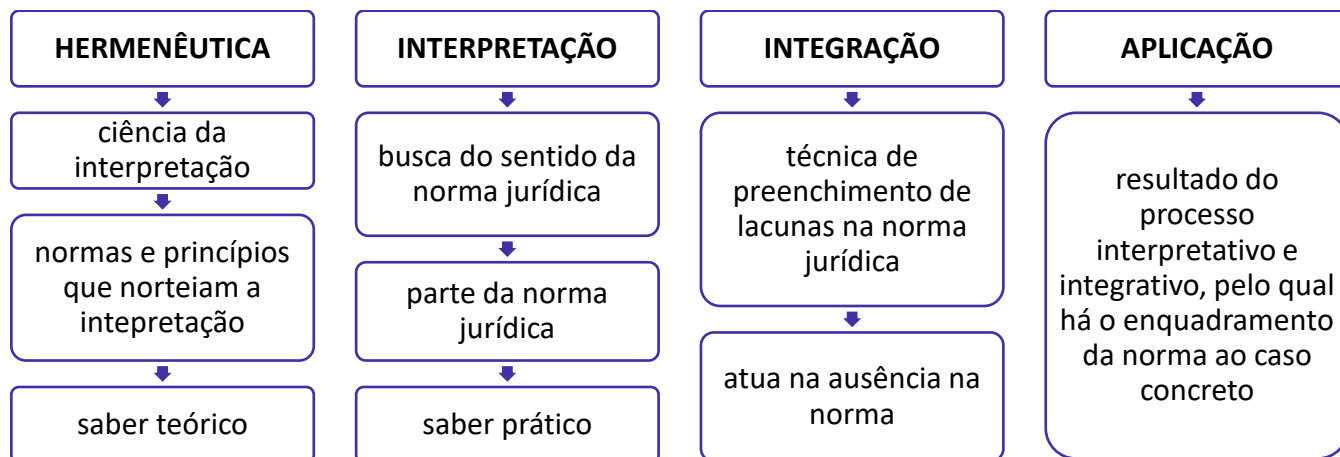 HERMENÊUTICA
ciência da
interpretação
normas e princípios
que norteiam a
intepretação
saber teórico
INTERPRETAÇÃO
busca do sentido da
norma jurídica
parte da norma
jurídica
saber prático
INTEGRAÇÃO
técnica de
preenchimento de
lacunas na norma
jurídica
atua na ausência na
norma
APLICAÇÃO
resultado do
processo
interpretativo e
integrativo, pelo qual
há o enquadramento
da norma ao caso
concreto